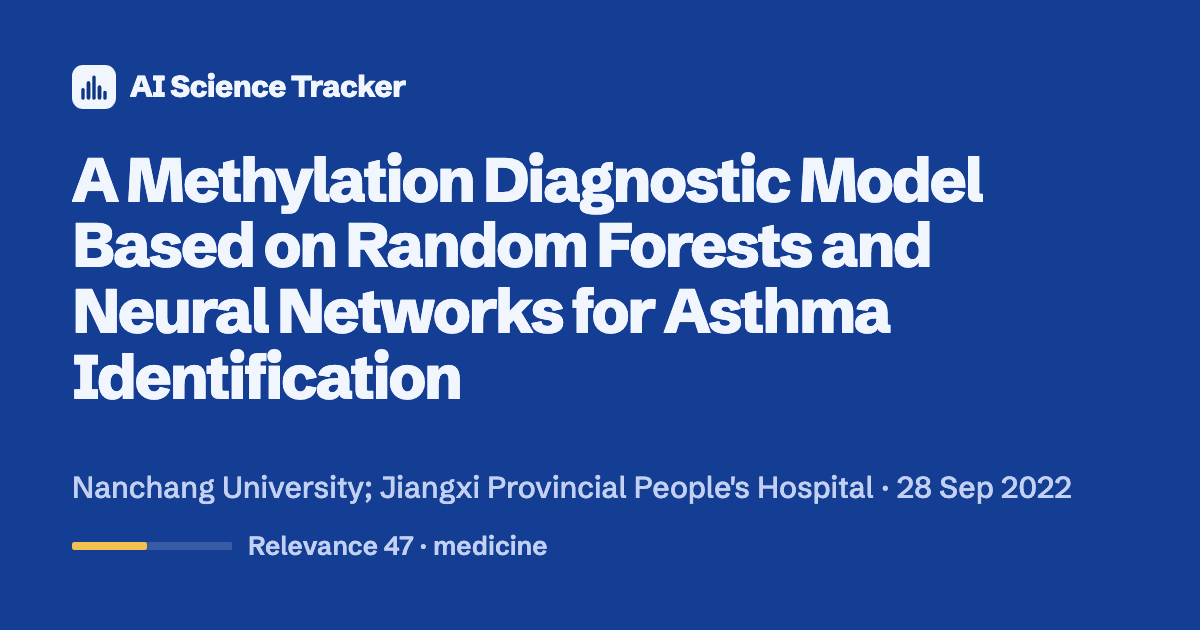 AI Science Tracker
A Methylation Diagnostic Model
Based on Random Forests and
Neural Networks for Asthma
Identification
Nanchang University; Jiangxi Provincial People's Hospital · 28 Sep 2022
Relevance 47 · medicine